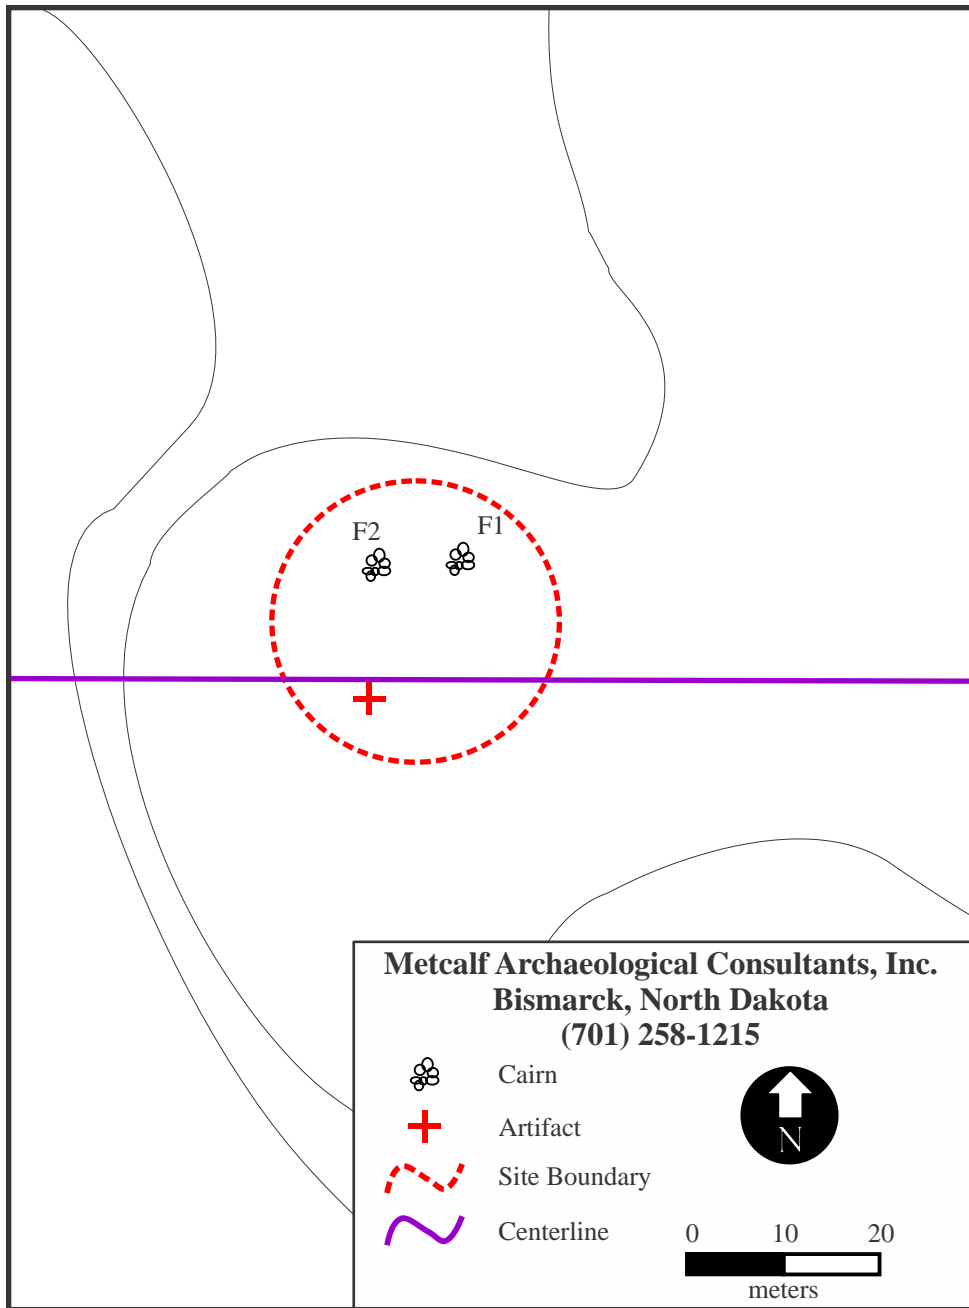 F2
F1
Metcalf Archaeological Consultants, Inc.
Bismarck, North Dakota
(701) 258-1215
Cairn
Artifact
N
Site Boundary
Centerline
0 10 20
meters